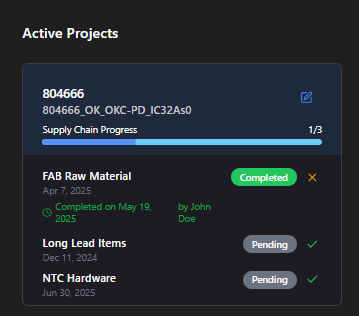 Active Projects
804666
804666_OK_OKC-PD_IC32As0
Supply Chain Progress 1/3
FAB Raw Material Completed
Apr 7, 2025
Completed on May 19, by John
2025 Doe
Long Lead Items Pending
Dec 11, 2024
NTC Hardware Pending
Jun 30, 2025